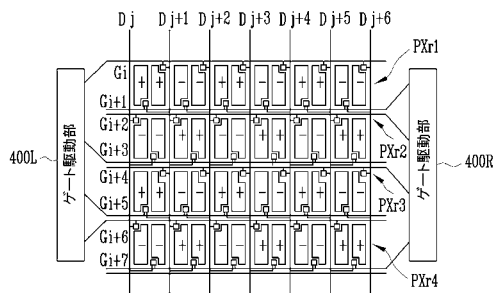 Dj Dj+1 Dj+2 Dj+3 Dj+4 Dj+5 Dj+6
PXr1
Gi
+ + − − + + − − + + − −
Gi+1
Gi+2
− − + + − − + + − − + +
PXr2
Gi+3
400L
ゲート駆動部
ゲート駆動部
400R
Gi+4
+ + − − + + − − + + − −
PXr3
Gi+5
Gi+6
− − + + − − + + − − + +
Gi+7
PXr4